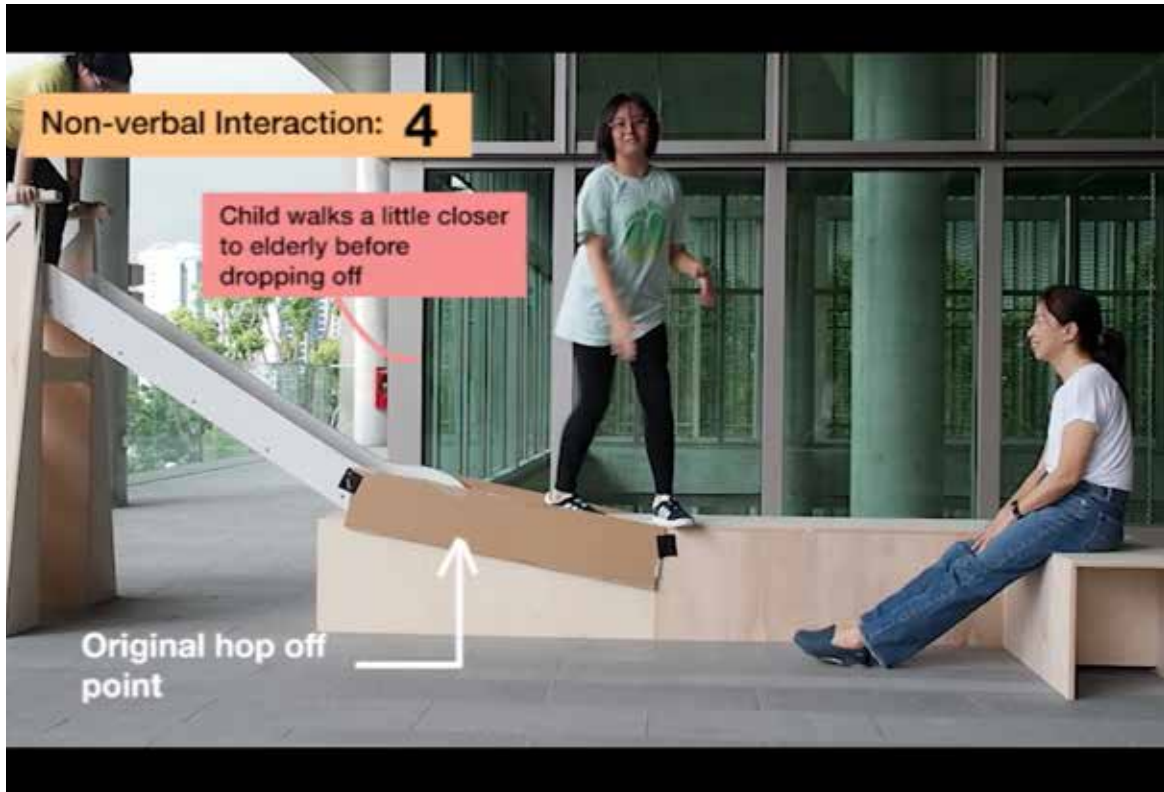 Non-verbal Interaction: 4
Child walks a little closer
to elderly before
dropping off
Original hop off
point